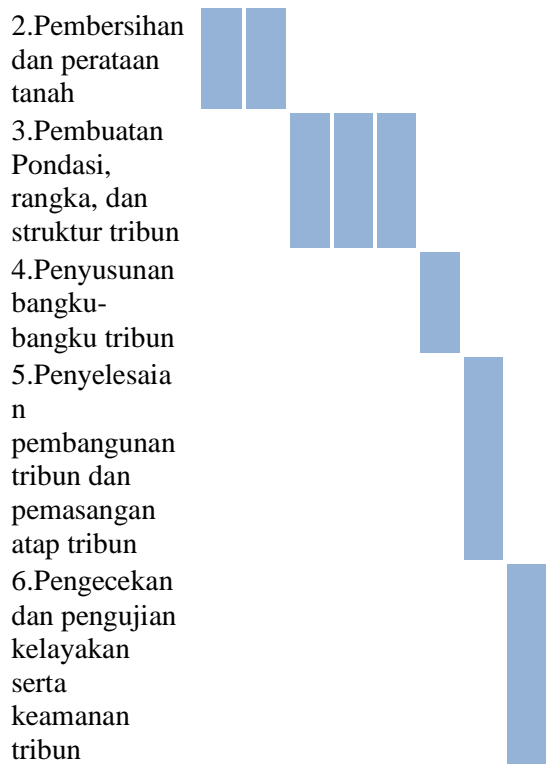 2.Pembersihan
dan perataan
tanah
3.Pembuatan
Pondasi,
rangka, dan
struktur tribun
4.Penyusunan
bangku-
bangku tribun
5.Penyelesaia
n
pembangunan
tribun dan
pemasangan
atap tribun
6.Pengecekan
dan pengujian
kelayakan
serta
keamanan
tribun